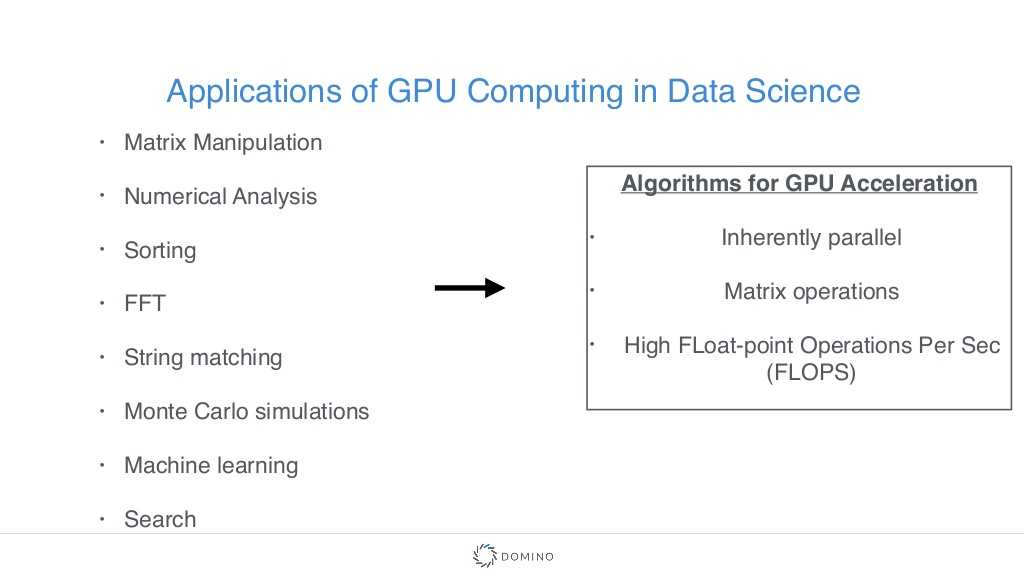 Applications of GPU Computing in Data Science
• Matrix Manipulation
• Numerical Analysis
• Sorting
• FFT
• String matching
• Monte Carlo simulations
• Machine learning
• Search
Algorithms for GPU Acceleration
• Inherently parallel
• Matrix operations
• High FLoat-point Operations Per Sec
(FLOPS)
DOMINO